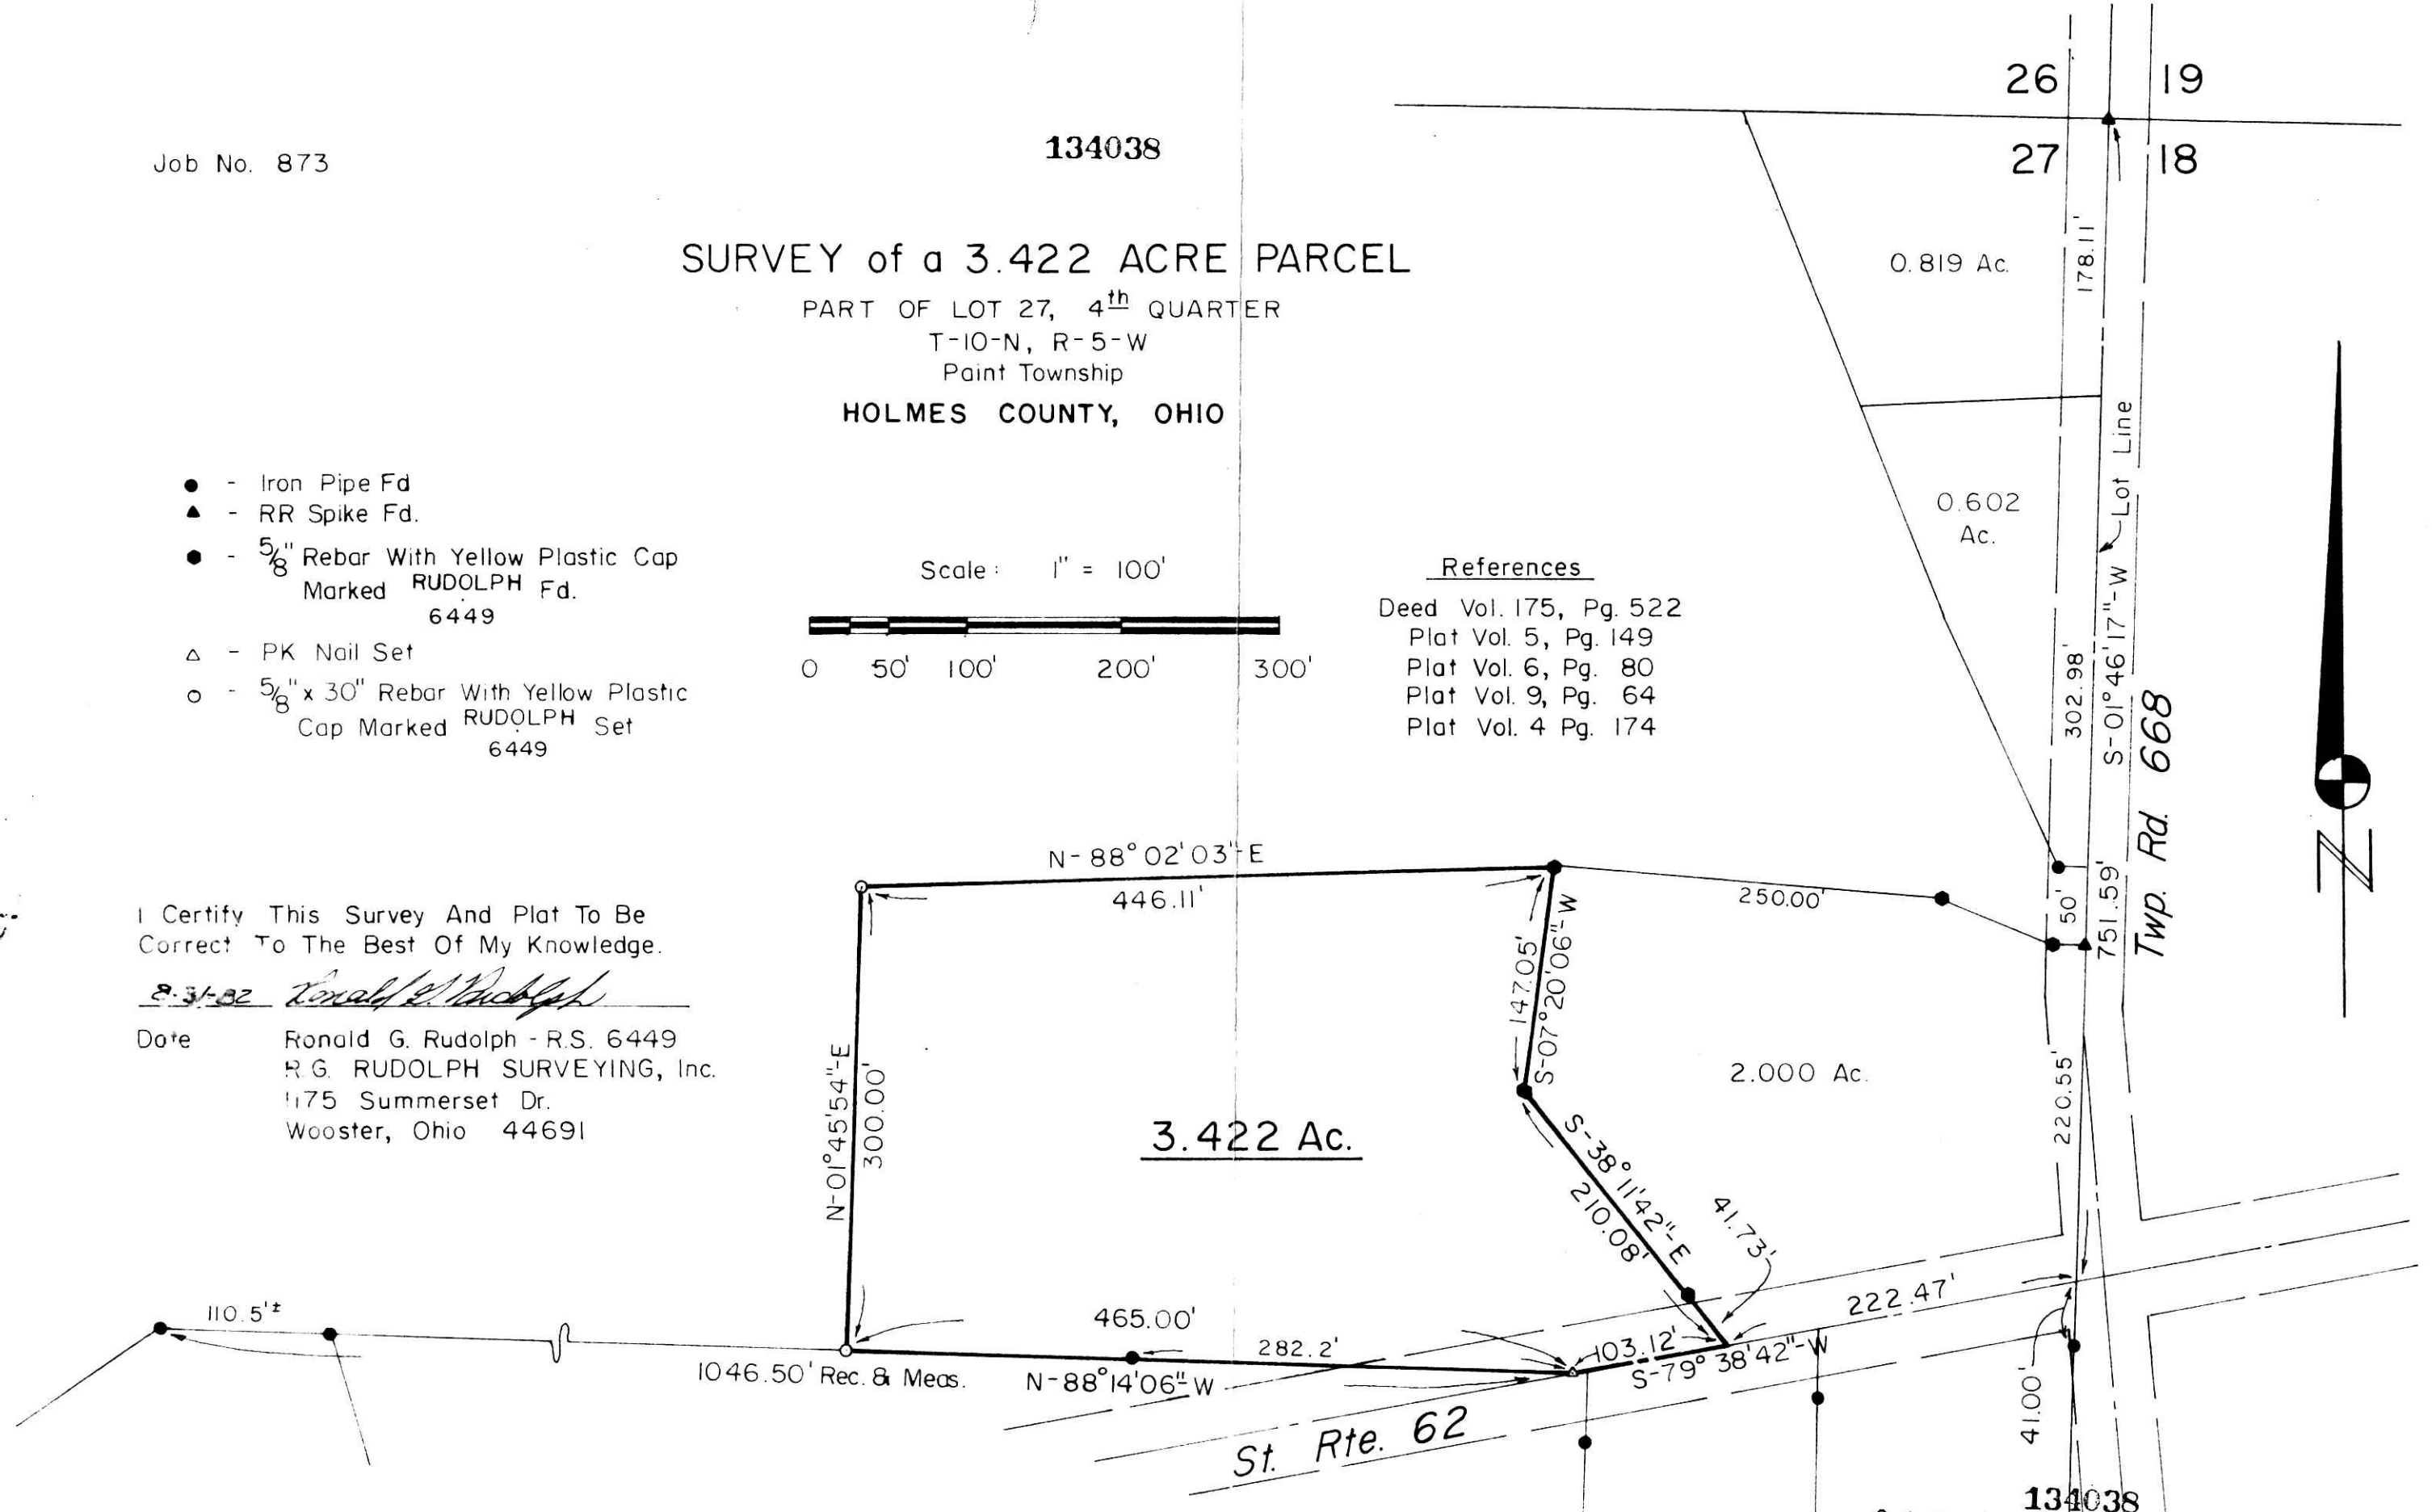 26 19
27 18
134038
Job No. 873
SURVEY of a 3.422 ACRE PARCEL
PART OF LOT 27, 4th QUARTER
T-10-N, R-5-W
Paint Township
HOLMES COUNTY, OHIO
● - Iron Pipe Fd
▲ - RR Spike Fd.
⬣ - 5/8" Rebar With Yellow Plastic Cap
Marked RUDOLPH Fd.
6449
△ - PK Nail Set
○ - 5/8" x 30" Rebar With Yellow Plastic
Cap Marked RUDOLPH Set
6449
Scale: 1" = 100'
0 50' 100' 200' 300'
References
Deed Vol. 175, Pg. 522
Plat Vol. 5, Pg. 149
Plat Vol. 6, Pg. 80
Plat Vol. 9, Pg. 64
Plat Vol. 4 Pg. 174
0.819 Ac.
178.11'
0.602
Ac.
302.98'
S-01°46'17"-W
Lot Line
Twp. Rd. 668
751.59'
50'
220.55'
N
I Certify This Survey And Plat To Be
Correct To The Best Of My Knowledge.
8-31-82 Ronald G. Rudolph
Date Ronald G. Rudolph - R.S. 6449
R.G. RUDOLPH SURVEYING, Inc.
Summerset Dr.
Wooster, Ohio 44691
N-88°02'03"-E
446.11'
250.00'
147.05'
S-07°20'06"-W
N-01°45'54"-E
300.00'
3.422 Ac.
2.000 Ac.
S-38°11'42"-E
210.08'
41.73'
222.47'
110.5'±
465.00'
282.2'
103.12'
S-79°38'42"-W
1046.50' Rec. & Meas.
N-88°14'06"-W
41.00'
St. Rte. 62
134038